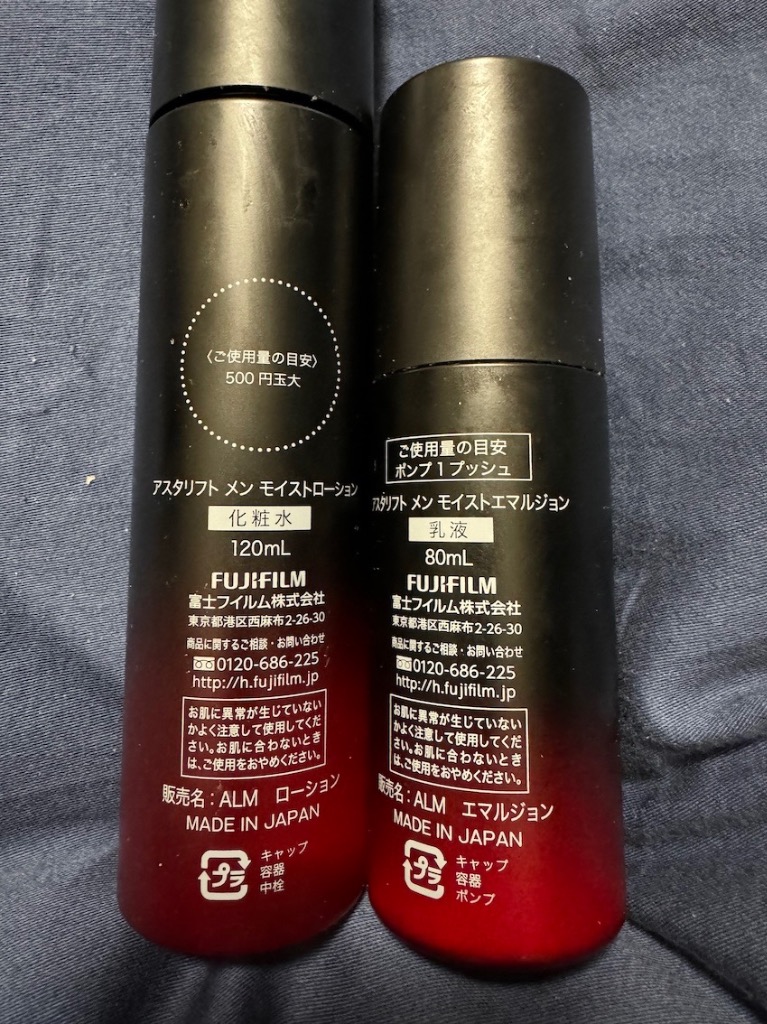 〈ご使用量の目安〉
500円玉大
アスタリフト メン モイストローション
化粧水
120mL
FUJIFILM
富士フイルム株式会社
東京都港区西麻布2-26-30
商品に関するご相談・お問い合わせ
0120-686-225
http://h.fujifilm.jp
お肌に異常が生じていない
かよく注意して使用してくだ
さい。お肌に合わないとき
は、ご使用をおやめください。
販売名：ALM ローション
MADE IN JAPAN
プラ
キャップ
容器
中栓
ご使用量の目安
ポンプ1プッシュ
アスタリフト メン モイストエマルジョン
乳液
80mL
FUJIFILM
富士フイルム株式会社
東京都港区西麻布2-26-30
商品に関するご相談・お問い合わせ
0120-686-225
http://h.fujifilm.jp
お肌に異常が生じていない
かよく注意して使用してくだ
さい。お肌に合わないとき
は、ご使用をおやめください。
販売名：ALM エマルジョン
MADE IN JAPAN
プラ
キャップ
容器
ポンプ